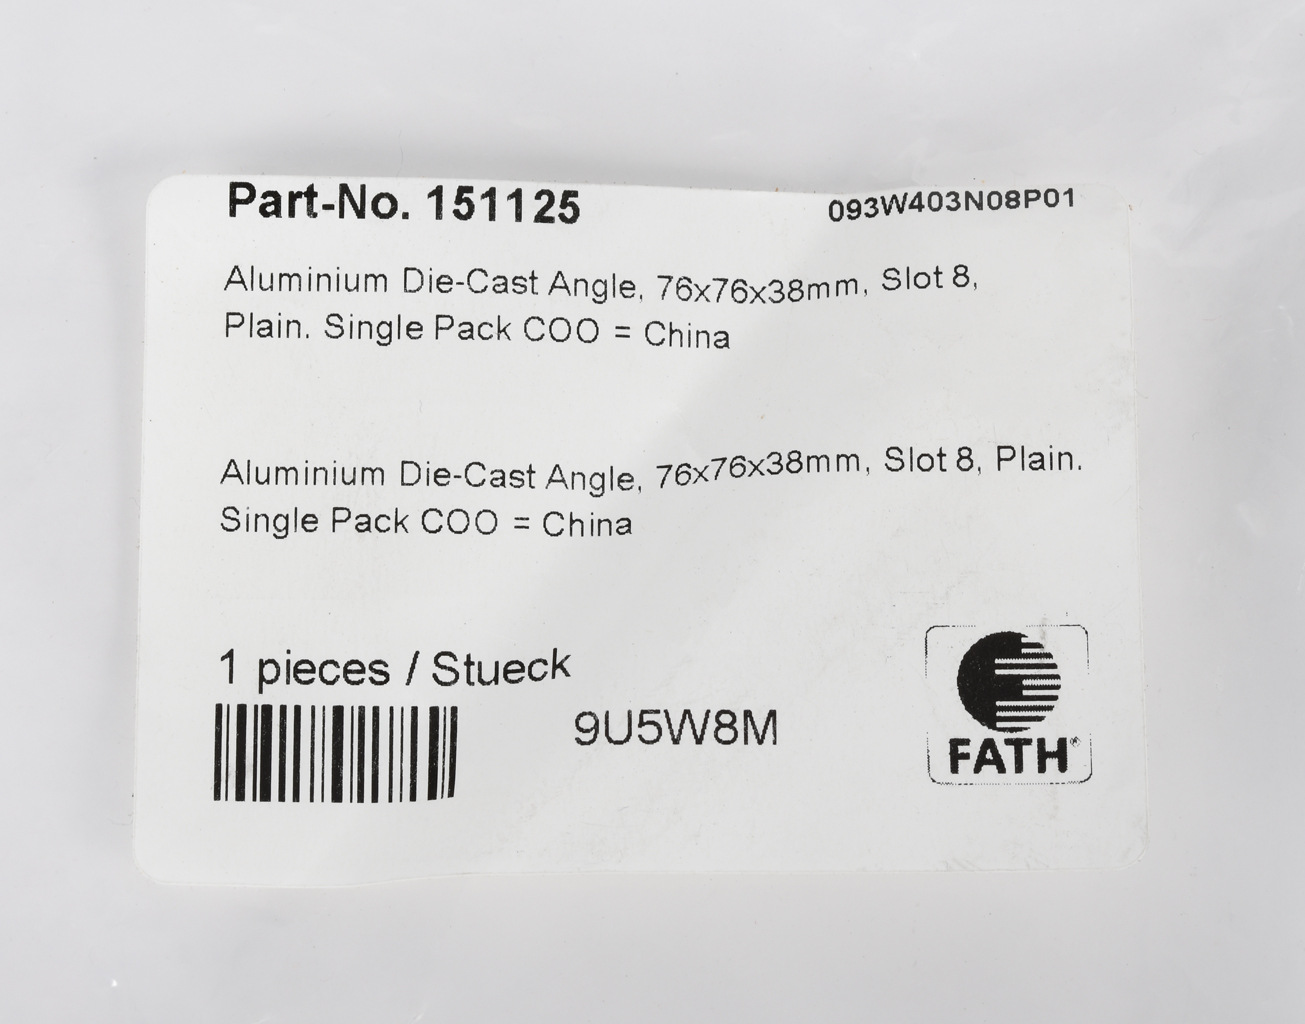 Part-No. 151125
093W403N08P01
Aluminium Die-Cast Angle, 76x76x38mm, Slot 8,
Plain. Single Pack COO = China
Aluminium Die-Cast Angle, 76x76x38mm, Slot 8, Plain.
Single Pack COO = China
1 pieces / Stueck
9U5W8M
FATH®